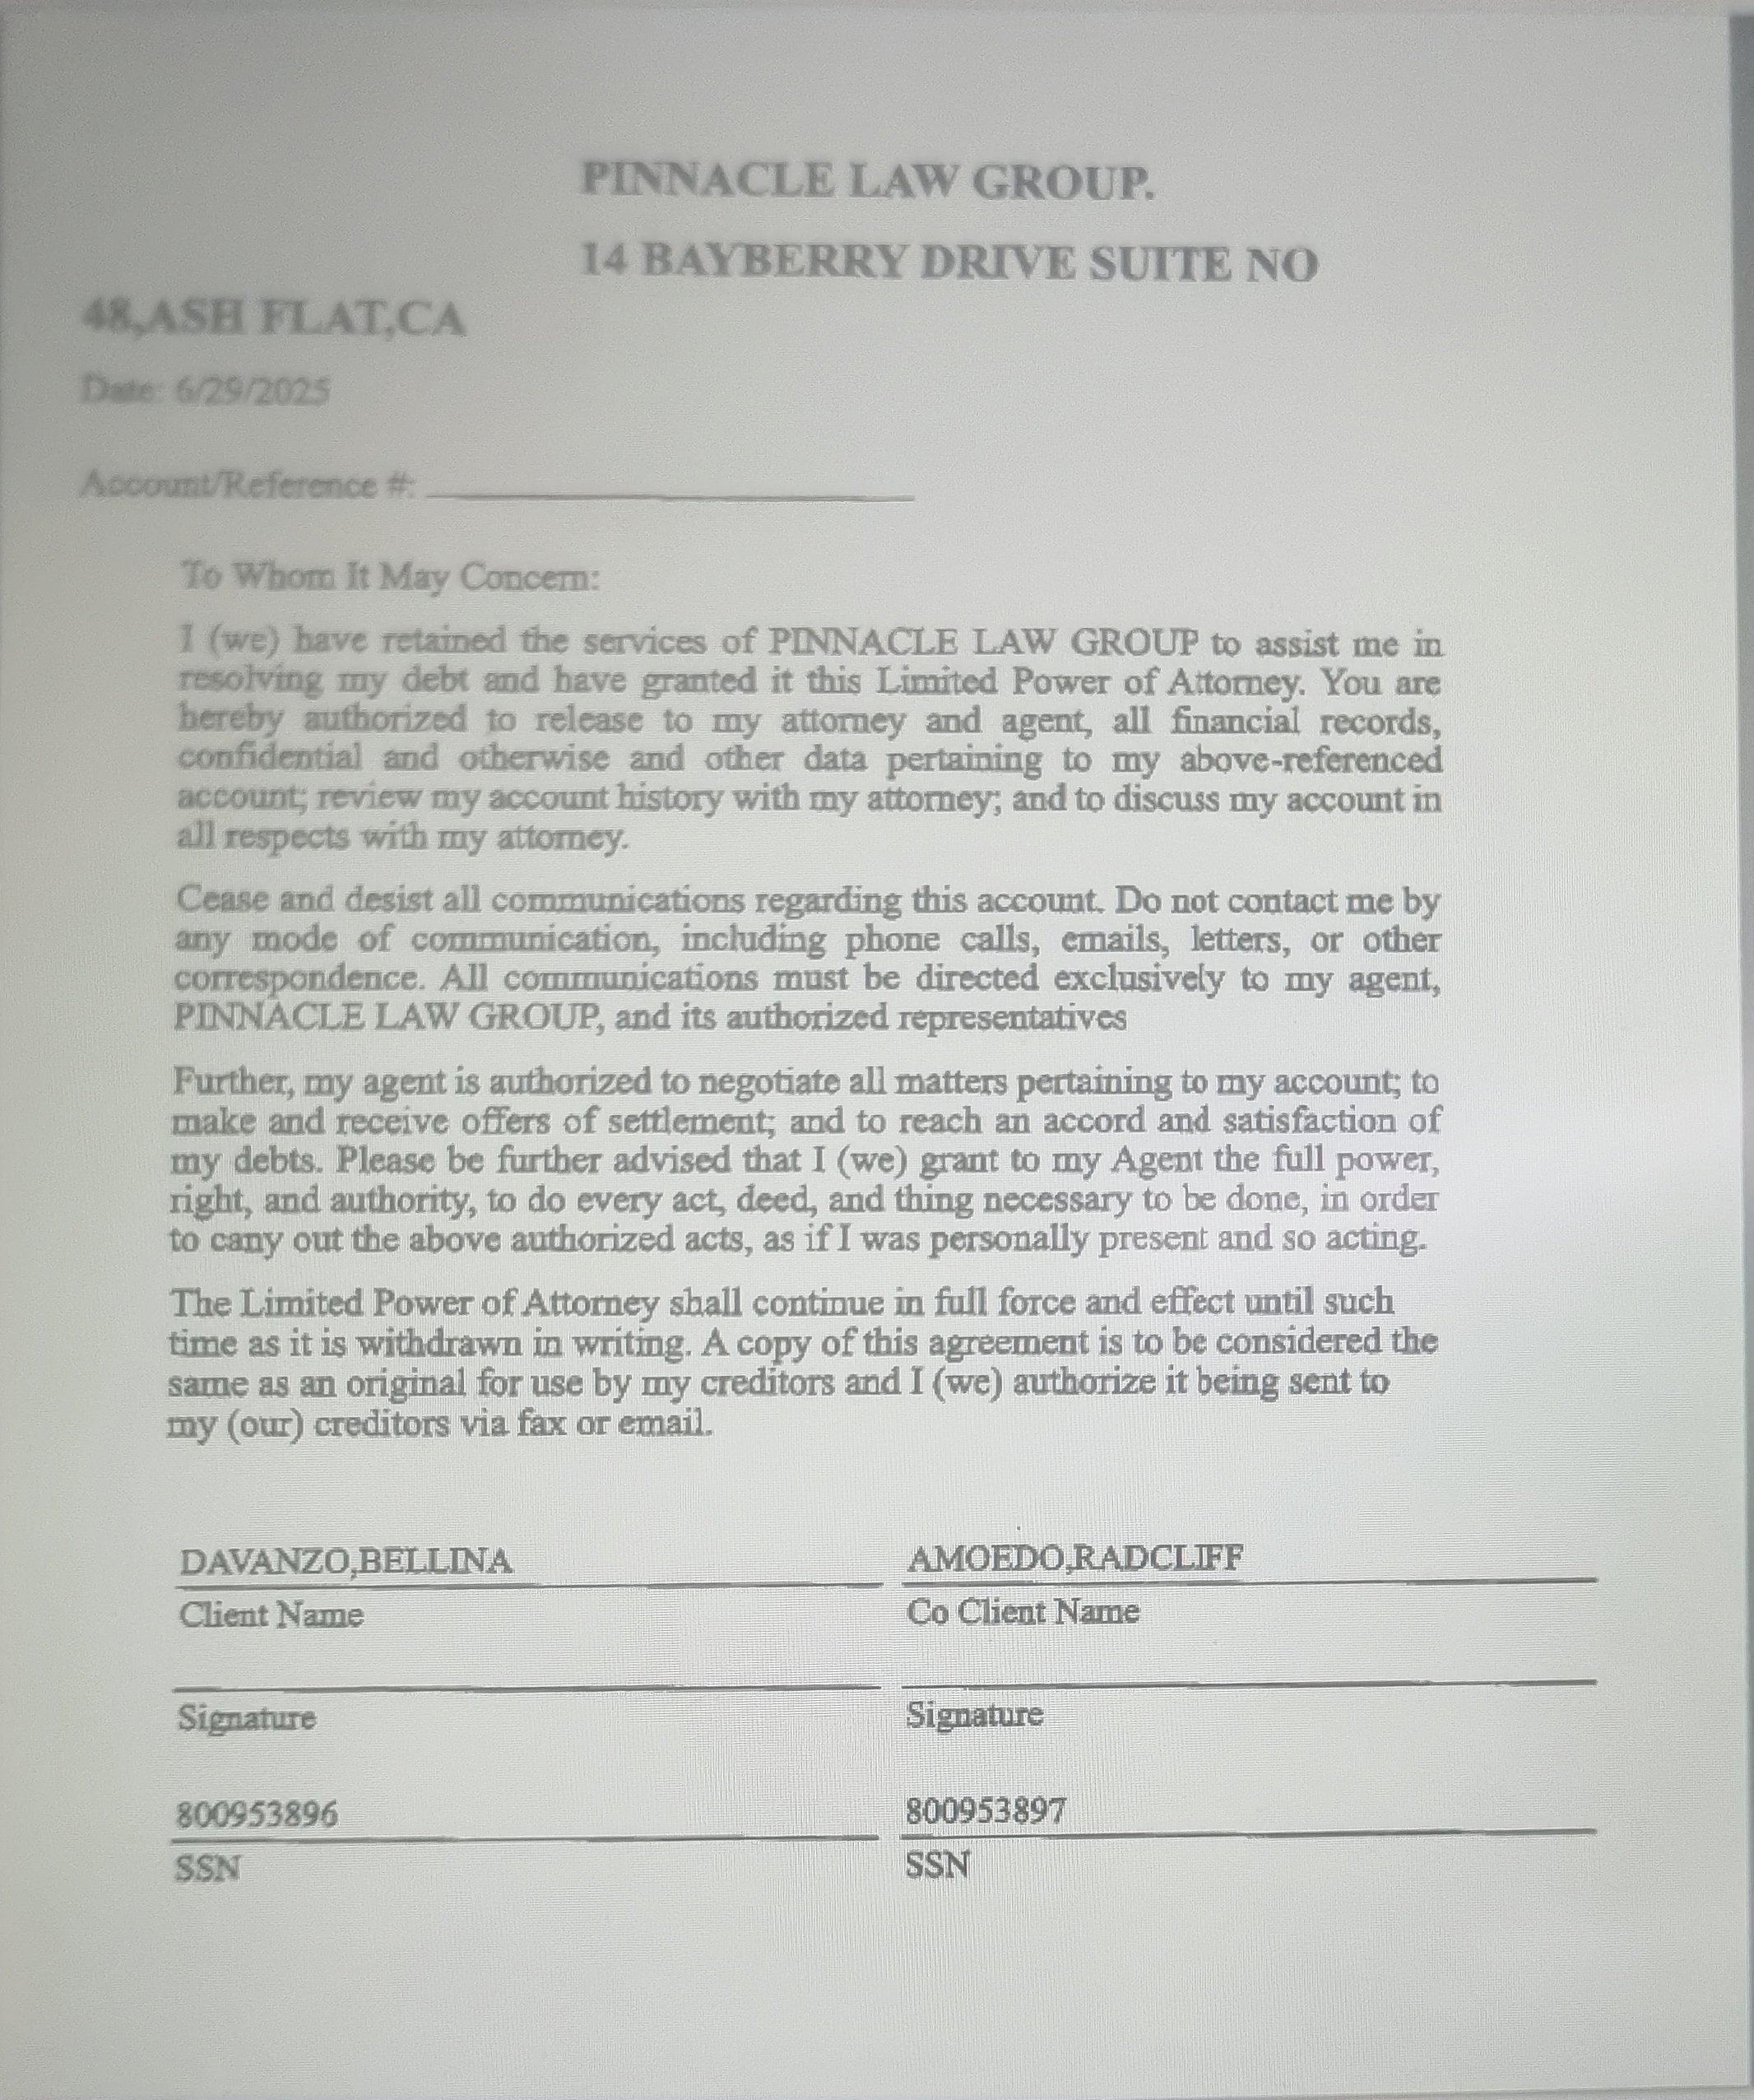 PINNACLE LAW GROUP.
14 BAYBERRY DRIVE SUITE NO
48,ASH FLAT,CA
Date: 6/29/2025
Account/Reference #:
To Whom It May Concern:
I (we) have retained the services of PINNACLE LAW GROUP to assist me in
resolving my debt and have granted it this Limited Power of Attorney. You are
hereby authorized to release to my attorney and agent, all financial records,
confidential and otherwise and other data pertaining to my above-referenced
account; review my account history with my attorney; and to discuss my account in
all respects with my attorney.
Cease and desist all communications regarding this account. Do not contact me by
any mode of communication, including phone calls, emails, letters, or other
correspondence. All communications must be directed exclusively to my agent,
PINNACLE LAW GROUP, and its authorized representatives
Further, my agent is authorized to negotiate all matters pertaining to my account; to
make and receive offers of settlement; and to reach an accord and satisfaction of
my debts. Please be further advised that I (we) grant to my Agent the full power,
right, and authority, to do every act, deed, and thing necessary to be done, in order
to cany out the above authorized acts, as if I was personally present and so acting.
The Limited Power of Attorney shall continue in full force and effect until such
time as it is withdrawn in writing. A copy of this agreement is to be considered the
same as an original for use by my creditors and I (we) authorize it being sent to
my (our) creditors via fax or email.
DAVANZO,BELLINA AMOEDO,RADCLIFF
Client Name Co Client Name
Signature Signature
800953896 800953897
SSN SSN